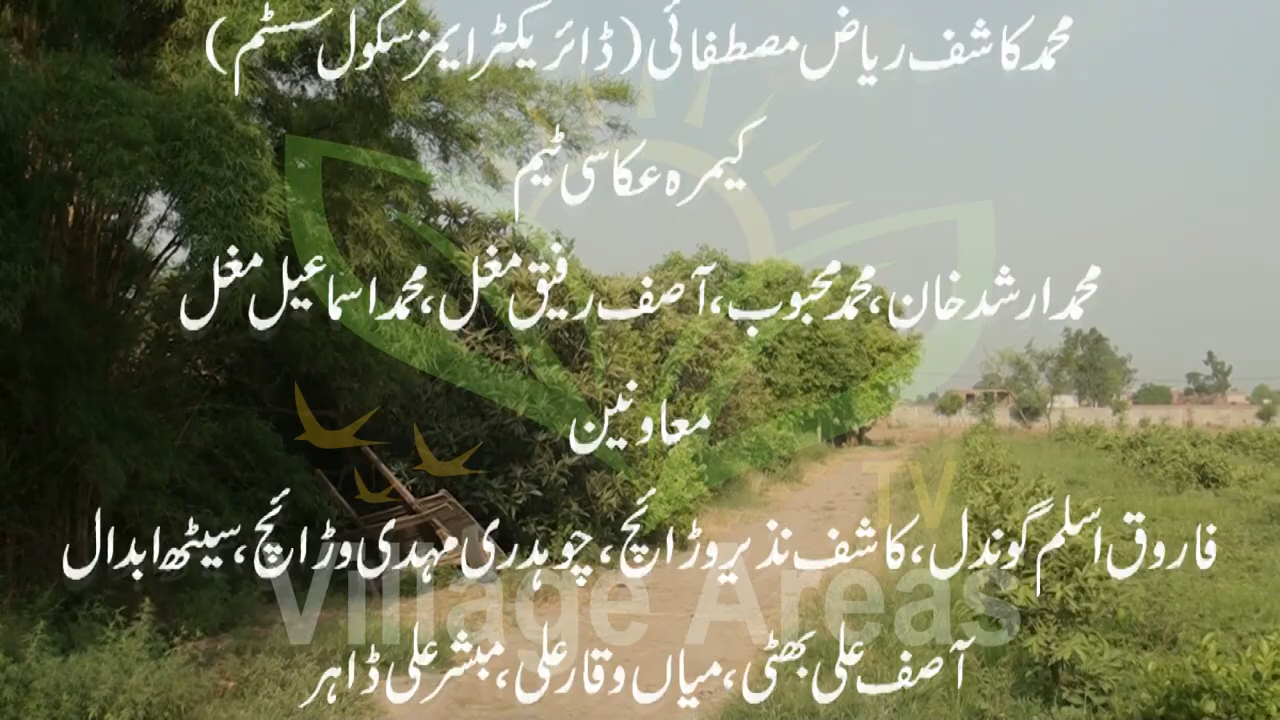 محمد کاشف ریاض مصطفائی (ڈائریکٹر ایمز سکول سسٹم)
کیمرہ عکاسی ٹیم
محمد ارشد خان، محمد محبوب، آصف رفیق مغل، محمد اسماعیل مغل
معاونین
TV
فاروق اسلم گوندل، کاشف نذیر وڑائچ، چوہدری مہدی وڑائچ، سیٹھ ابدال
Village Areas
آصف علی بھٹی، میاں وقار علی، مبشر علی ڈاہر